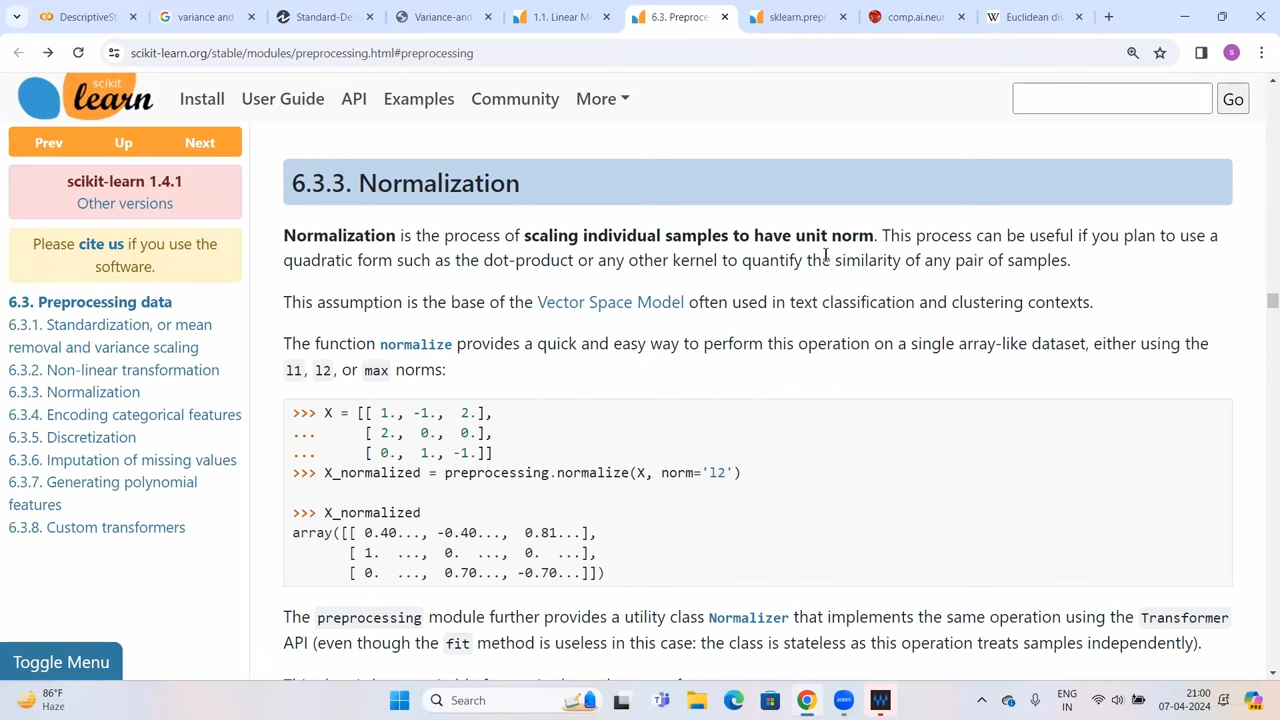 DescriptiveSt
variance and
Standard-De
Variance-and
1.1. Linear M
6.3. Preproce
sklearn.prep
comp.ai.neur
Euclidean dis
scikit-learn.org/stable/modules/preprocessing.html#preprocessing
S
scikit
learn
Install User Guide API Examples Community More
Go
Prev Up Next
scikit-learn 1.4.1
Other versions
Please cite us if you use the
software.
6.3. Preprocessing data
6.3.1. Standardization, or mean
removal and variance scaling
6.3.2. Non-linear transformation
6.3.3. Normalization
6.3.4. Encoding categorical features
6.3.5. Discretization
6.3.6. Imputation of missing values
6.3.7. Generating polynomial
features
6.3.8. Custom transformers
Toggle Menu
6.3.3. Normalization
Normalization is the process of scaling individual samples to have unit norm. This process can be useful if you plan to use a
quadratic form such as the dot-product or any other kernel to quantify the similarity of any pair of samples.
This assumption is the base of the Vector Space Model often used in text classification and clustering contexts.
The function normalize provides a quick and easy way to perform this operation on a single array-like dataset, either using the
l1, l2, or max norms:
>>> X = [[ 1., -1., 2.],
... [ 2., 0., 0.],
... [ 0., 1., -1.]]
>>> X_normalized = preprocessing.normalize(X, norm='l2')
>>> X_normalized
array([[ 0.40..., -0.40..., 0.81...],
[ 1. ..., 0. ..., 0. ...],
[ 0. ..., 0.70..., -0.70...]])
The preprocessing module further provides a utility class Normalizer that implements the same operation using the Transformer
API (even though the fit method is useless in this case: the class is stateless as this operation treats samples independently).
86°F
Haze
Search
ENG
IN
21:00
07-04-2024